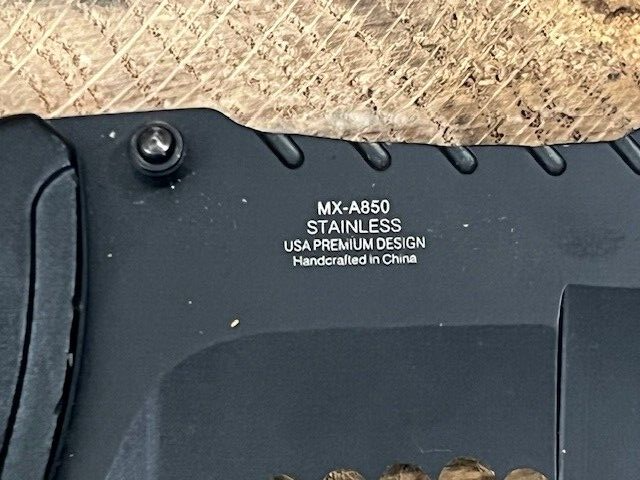 MX-A850
STAINLESS
USA PREMIUM DESIGN
Handcrafted in China